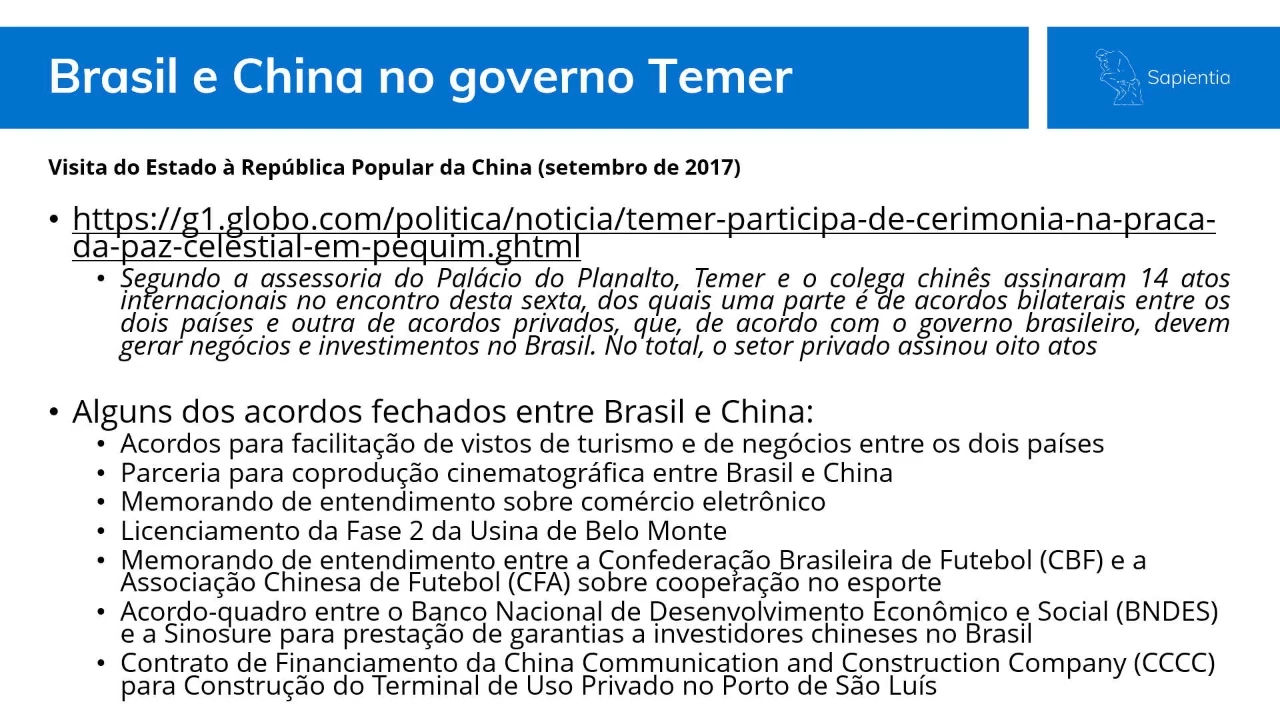 Brasil e China no governo Temer
Sapientia
Visita do Estado à República Popular da China (setembro de 2017)
• https://g1.globo.com/politica/noticia/temer-participa-de-cerimonia-na-praca-
da-paz-celestial-em-pequim.ghtml
• Segundo a assessoria do Palácio do Planalto, Temer e o colega chinês assinaram 14 atos
internacionais no encontro desta sexta, dos quais uma parte é de acordos bilaterais entre os
dois países e outra de acordos privados, que, de acordo com o governo brasileiro, devem
gerar negócios e investimentos no Brasil. No total, o setor privado assinou oito atos
• Alguns dos acordos fechados entre Brasil e China:
• Acordos para facilitação de vistos de turismo e de negócios entre os dois países
• Parceria para coprodução cinematográfica entre Brasil e China
• Memorando de entendimento sobre comércio eletrônico
• Licenciamento da Fase 2 da Usina de Belo Monte
• Memorando de entendimento entre a Confederação Brasileira de Futebol (CBF) e a
Associação Chinesa de Futebol (CFA) sobre cooperação no esporte
• Acordo-quadro entre o Banco Nacional de Desenvolvimento Econômico e Social (BNDES)
e a Sinosure para prestação de garantias a investidores chineses no Brasil
• Contrato de Financiamento da China Communication and Construction Company (CCCC)
para Construção do Terminal de Uso Privado no Porto de São Luís